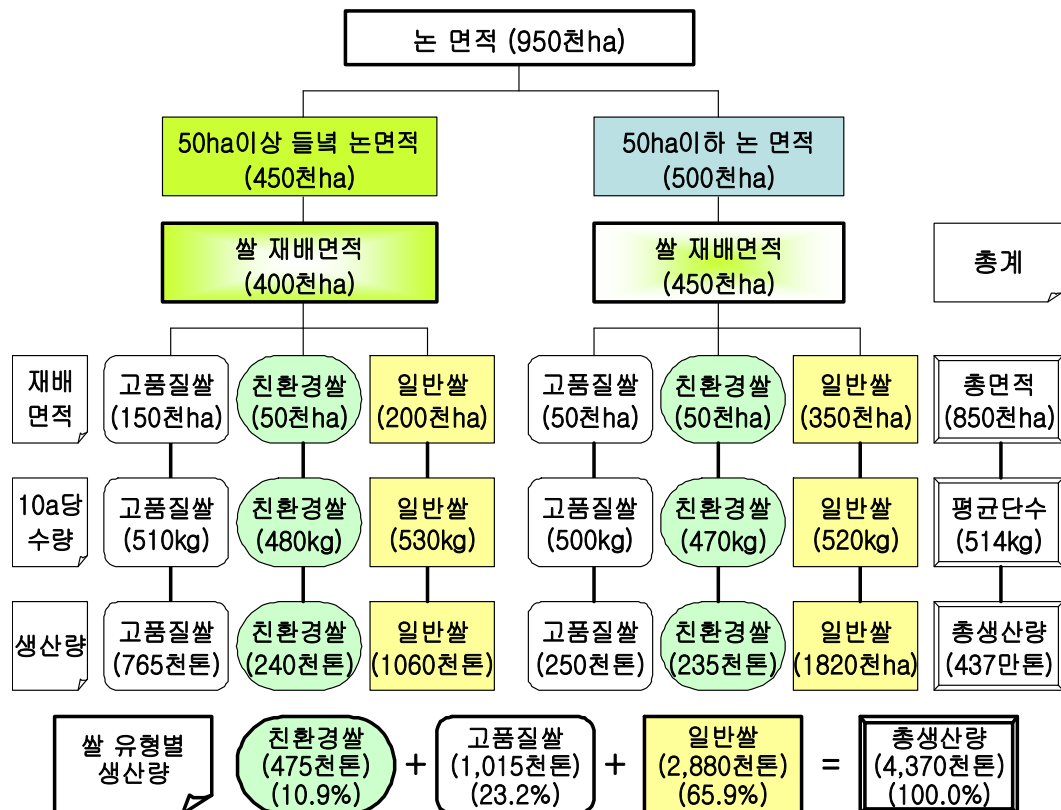 논 면적 (950천ha)
50ha이상 들녘 논면적
(450천ha)
50ha이하 논 면적
(500천ha)
쌀 재배면적
(400천ha)
쌀 재배면적
(450천ha)
총계
재배
면적
고품질쌀
(150천ha)
친환경쌀
(50천ha)
일반쌀
(200천ha)
고품질쌀
(50천ha)
친환경쌀
(50천ha)
일반쌀
(350천ha)
총면적
(850천ha)
10a당
수량
고품질쌀
(510kg)
친환경쌀
(480kg)
일반쌀
(530kg)
고품질쌀
(500kg)
친환경쌀
(470kg)
일반쌀
(520kg)
평균단수
(514kg)
생산량
고품질쌀
(765천톤)
친환경쌀
(240천톤)
일반쌀
(1060천톤)
고품질쌀
(250천톤)
친환경쌀
(235천톤)
일반쌀
(1820천ha)
총생산량
(437만톤)
쌀 유형별
생산량
친환경쌀
(475천톤)
(10.9%)
+
고품질쌀
(1,015천톤)
(23.2%)
+
일반쌀
(2,880천톤)
(65.9%)
=
총생산량
(4,370천톤)
(100.0%)